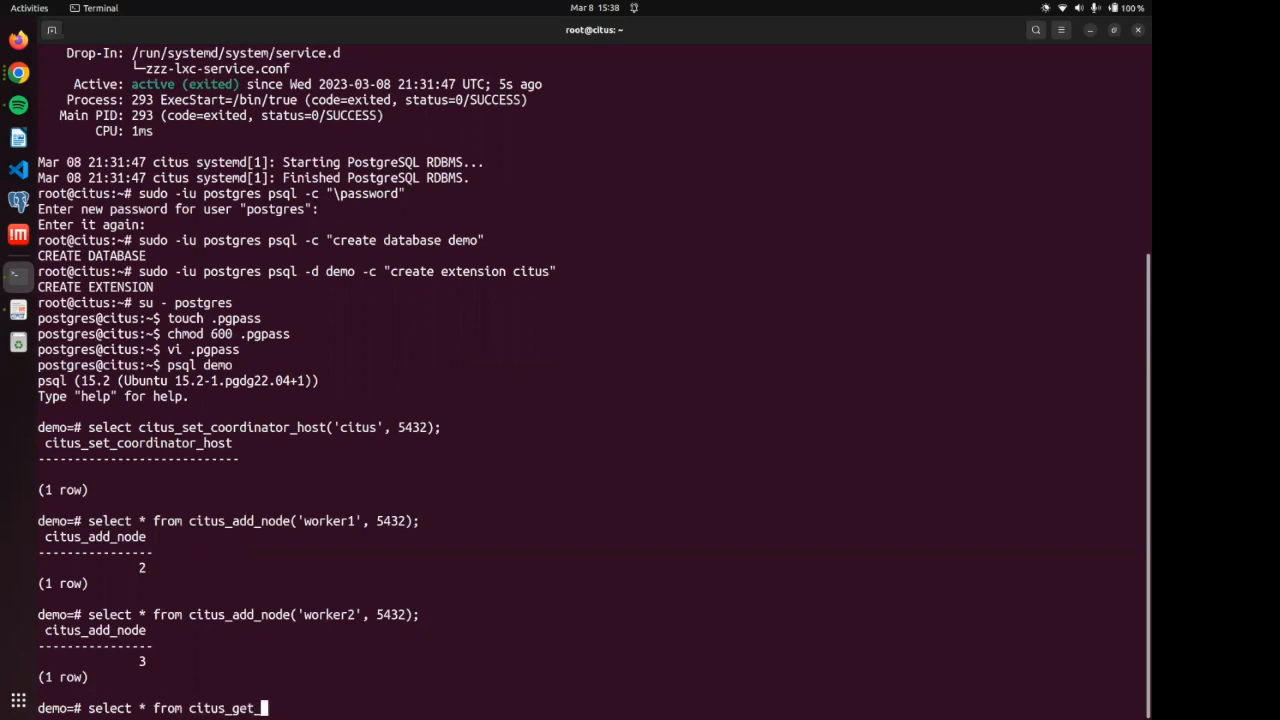 Activities
Terminal
Mar 8 15:38
100 %
root@citus: ~
Drop-In: /run/systemd/system/service.d
└─zzz-lxc-service.conf
Active: active (exited) since Wed 2023-03-08 21:31:47 UTC; 5s ago
Process: 293 ExecStart=/bin/true (code=exited, status=0/SUCCESS)
Main PID: 293 (code=exited, status=0/SUCCESS)
CPU: 1ms
Mar 08 21:31:47 citus systemd[1]: Starting PostgreSQL RDBMS...
Mar 08 21:31:47 citus systemd[1]: Finished PostgreSQL RDBMS.
root@citus:~# sudo -iu postgres psql -c "\password"
Enter new password for user "postgres":
Enter it again:
root@citus:~# sudo -iu postgres psql -c "create database demo"
CREATE DATABASE
root@citus:~# sudo -iu postgres psql -d demo -c "create extension citus"
CREATE EXTENSION
root@citus:~# su - postgres
postgres@citus:~$ touch .pgpass
postgres@citus:~$ chmod 600 .pgpass
postgres@citus:~$ vi .pgpass
postgres@citus:~$ psql demo
psql (15.2 (Ubuntu 15.2-1.pgdg22.04+1))
Type "help" for help.
demo=# select citus_set_coordinator_host('citus', 5432);
citus_set_coordinator_host
----------------------------
(1 row)
demo=# select * from citus_add_node('worker1', 5432);
citus_add_node
----------------
2
(1 row)
demo=# select * from citus_add_node('worker2', 5432);
citus_add_node
----------------
3
(1 row)
demo=# select * from citus_get_